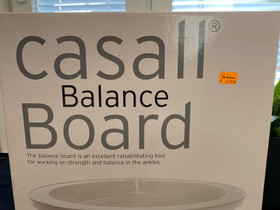 casall®
Balance
Board
The balance board is an excellent rehabilitating tool
for working on strength and balance in the ankles.